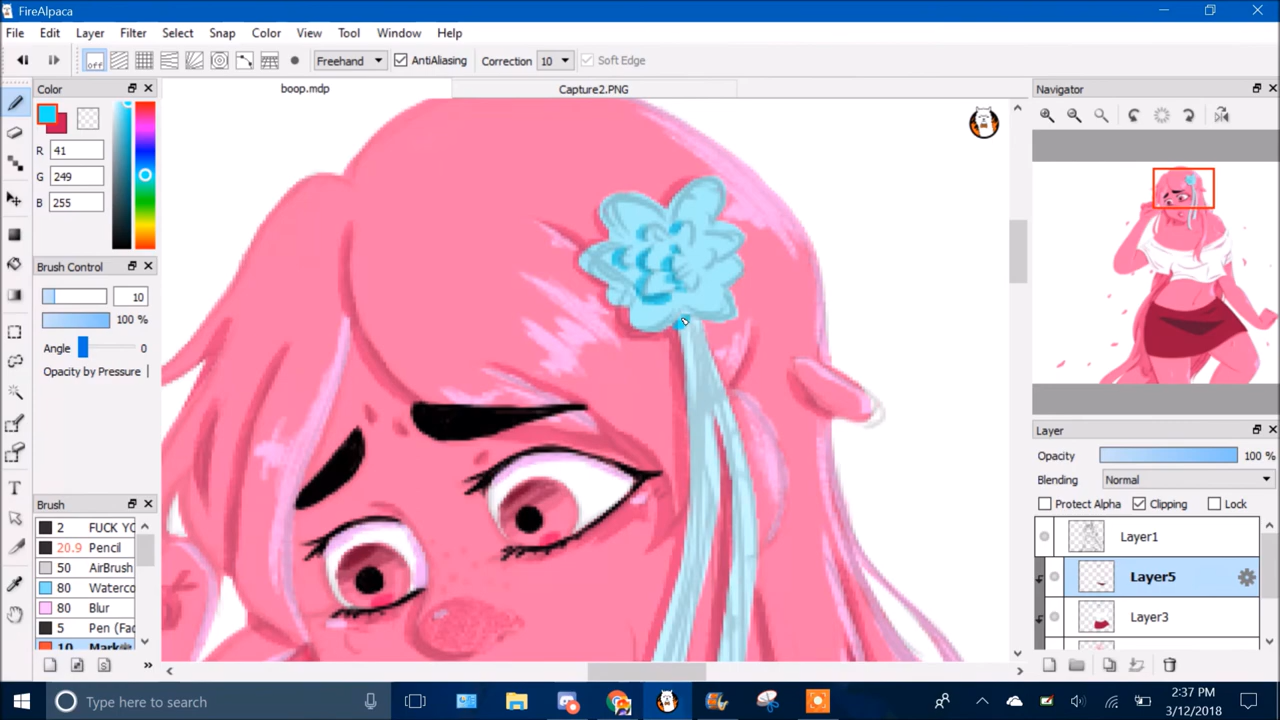 FireAlpaca
File Edit Layer Filter Select Snap Color View Tool Window Help
off Freehand AntiAliasing Correction 10 Soft Edge
Color
boop.mdp Capture2.PNG
Navigator
R 41
G 249
B 255
Brush Control
10
100 %
Angle 0
Opacity by Pressure
Brush
2 FUCK YO
20.9 Pencil
50 AirBrush
80 Waterco
80 Blur
5 Pen (Fac
10 Mark
Layer
Opacity 100 %
Blending Normal
Protect Alpha Clipping Lock
Layer1
Layer5
Layer3
Type here to search
2:37 PM
3/12/2018